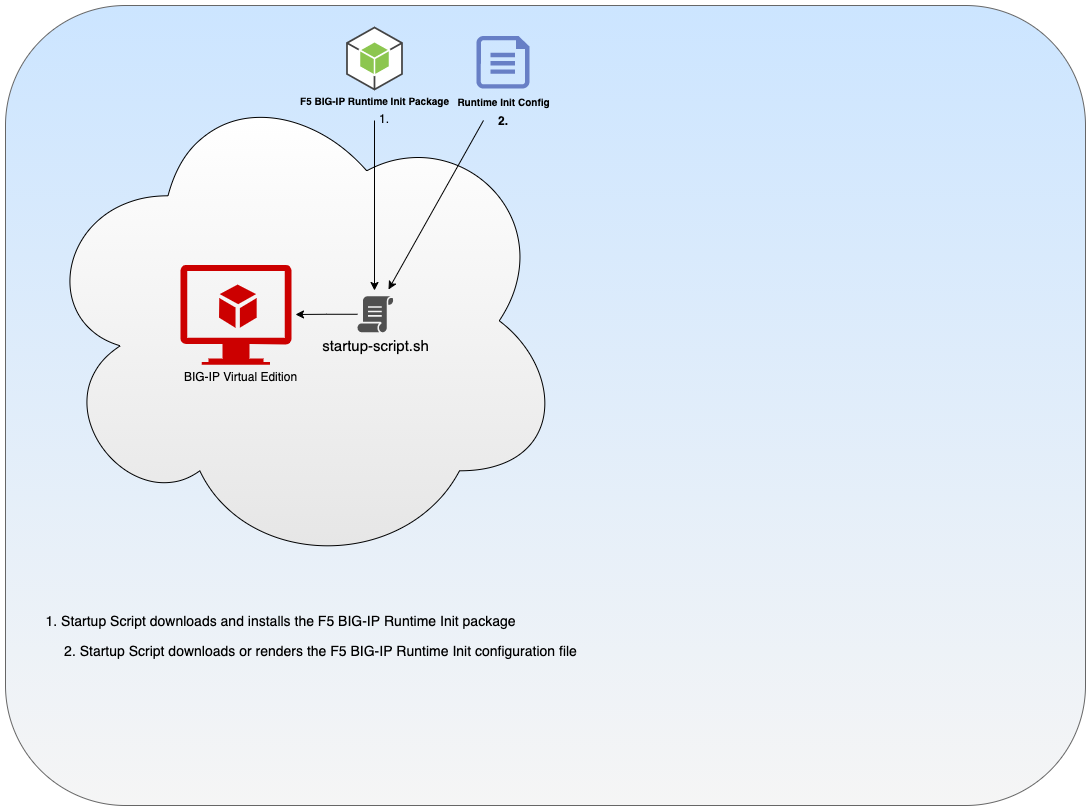 F5 BIG-IP Runtime Init Package
Runtime Init Config
1.
2.
startup-script.sh
BIG-IP Virtual Edition
1. Startup Script downloads and installs the F5 BIG-IP Runtime Init package
2. Startup Script downloads or renders the F5 BIG-IP Runtime Init configuration file